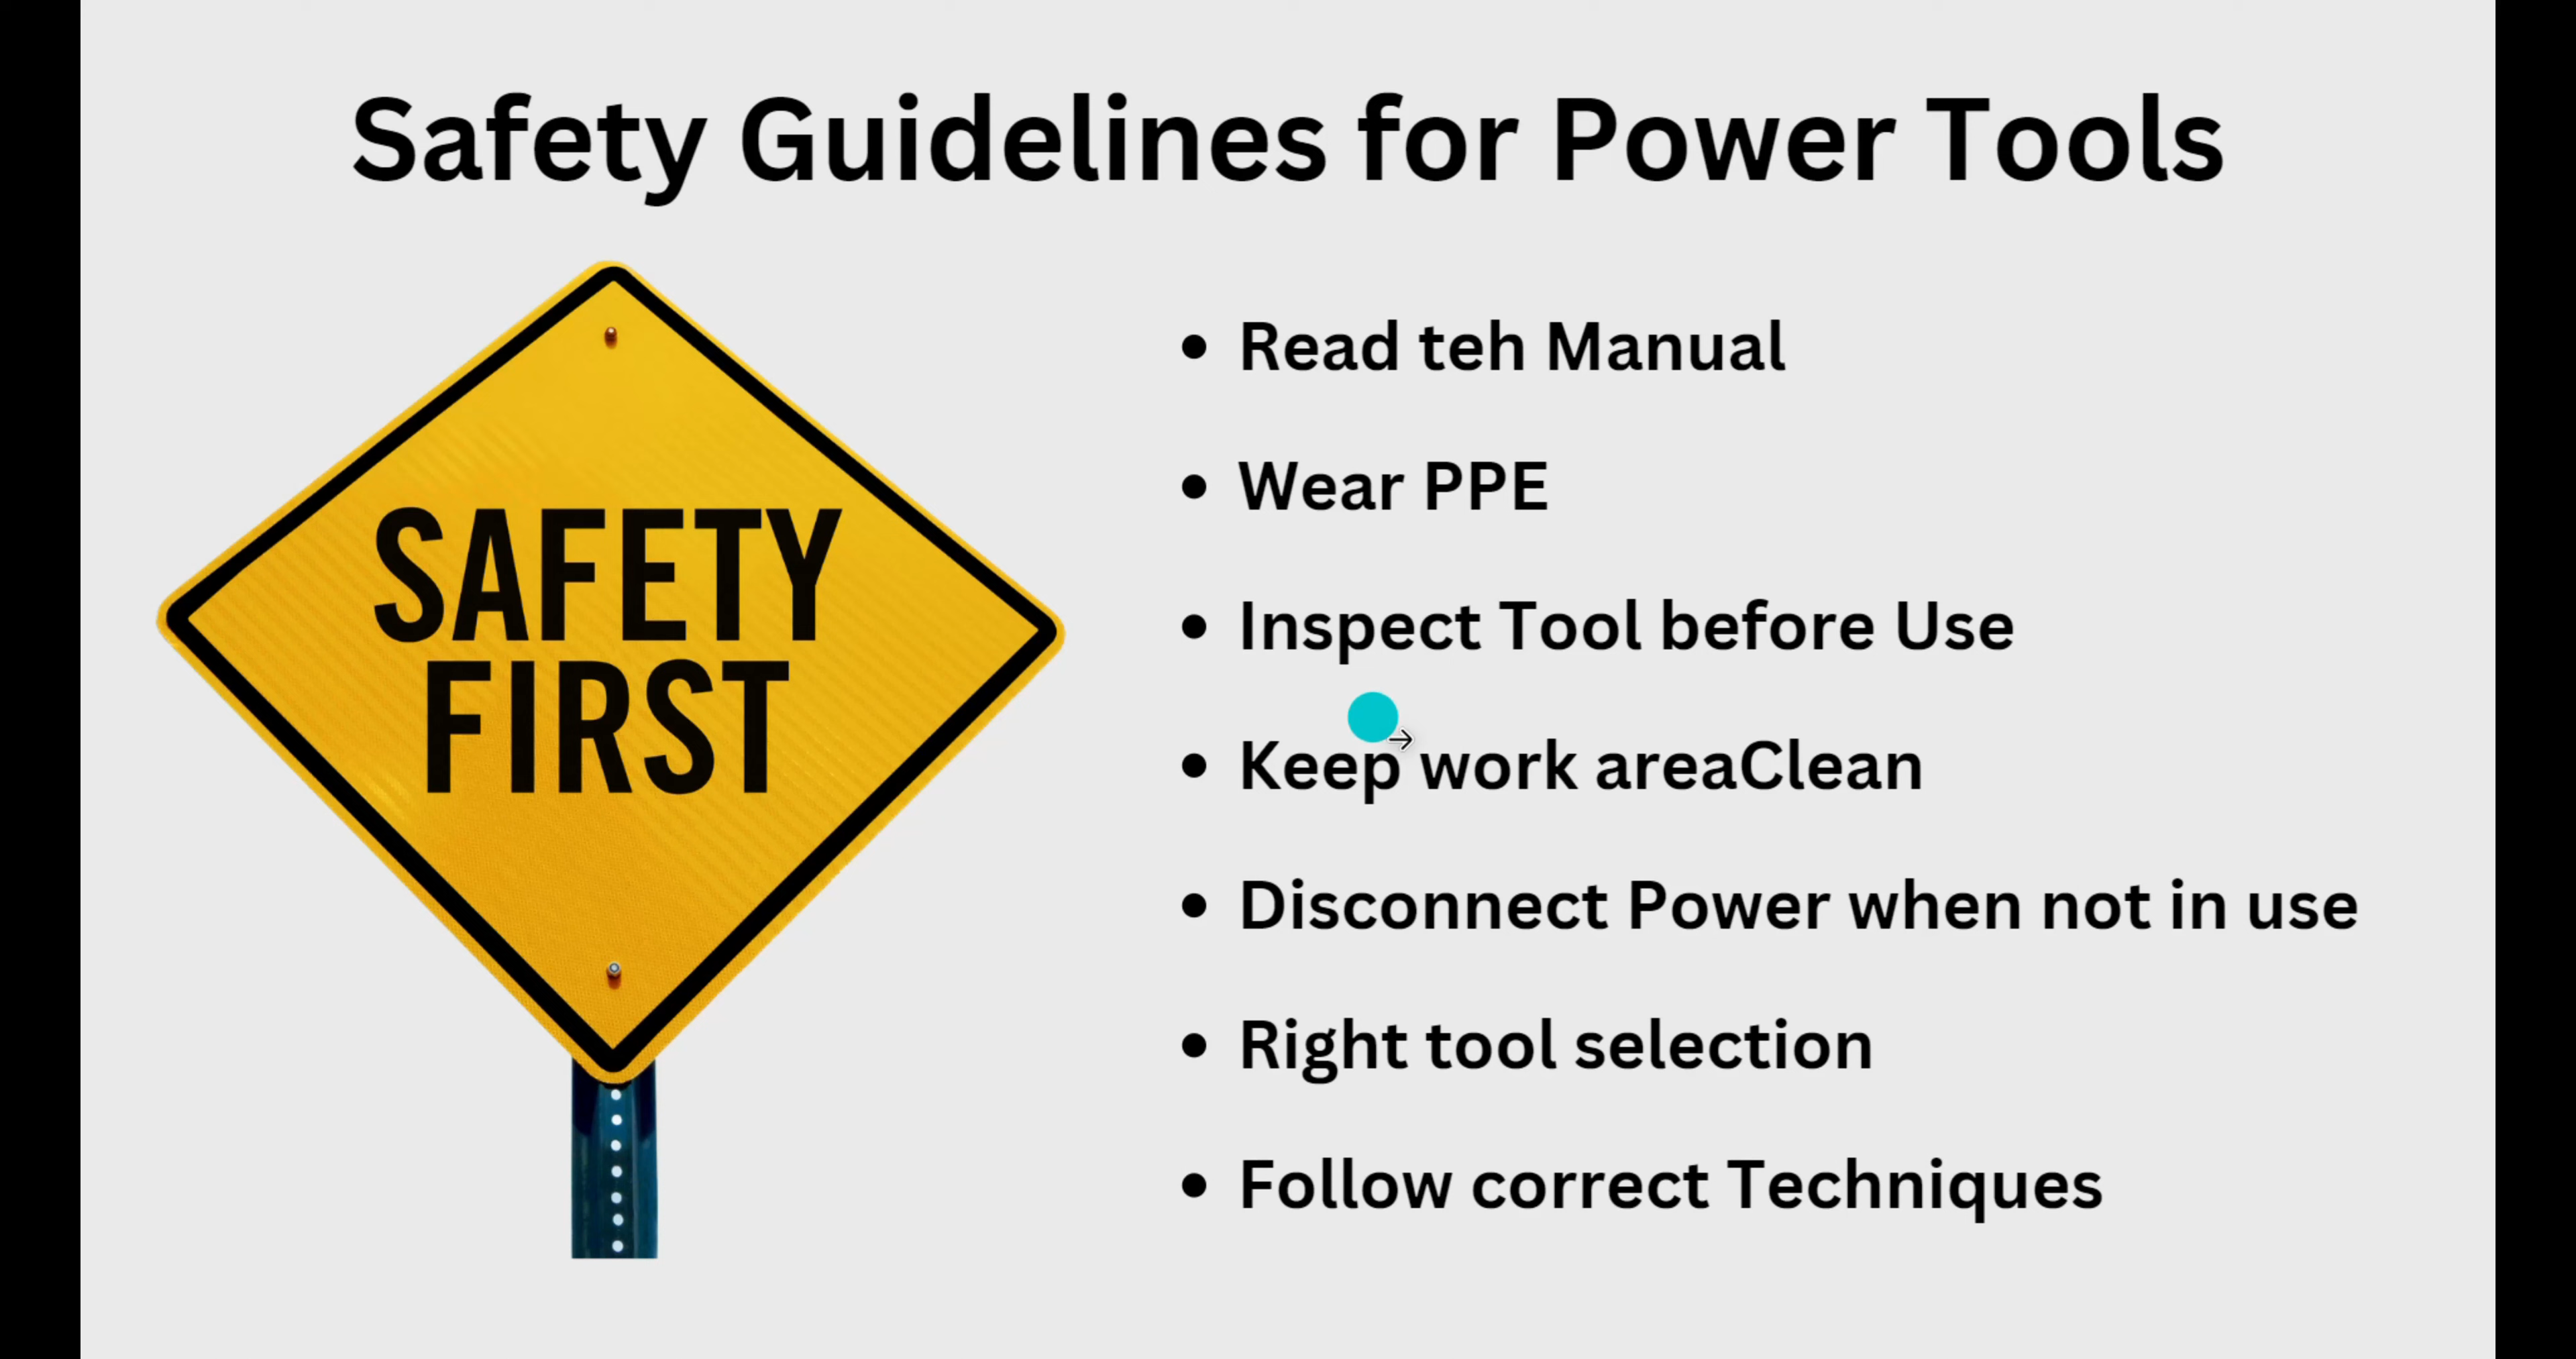 Safety Guidelines for Power Tools
SAFETY
FIRST
• Read teh Manual
• Wear PPE
• Inspect Tool before Use
• Keep work areaClean
• Disconnect Power when not in use
• Right tool selection
• Follow correct Techniques